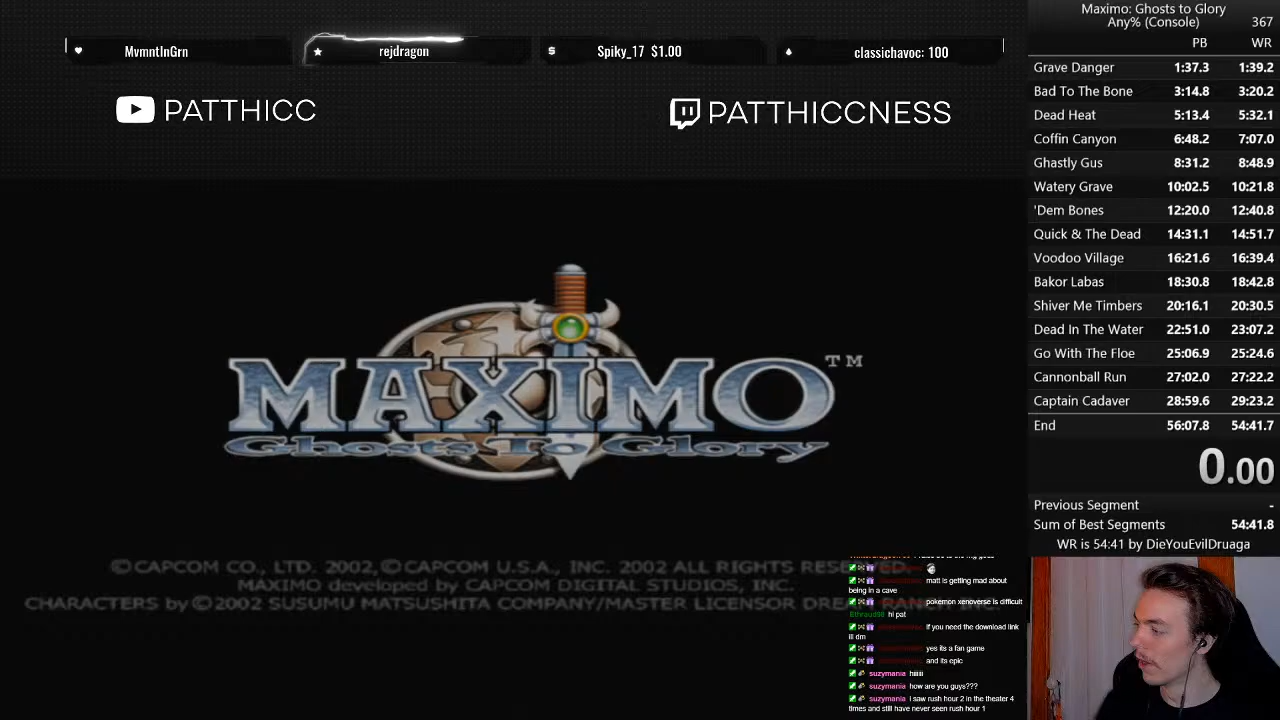 MvmntInGrn
rejdragon
Spiky_17 $1.00
classichavoc: 100
PATTHICC
PATTHICCNESS
MAXIMO™
Ghosts To Glory
©CAPCOM CO., LTD. 2002, ©CAPCOM U.S.A., INC. 2002 ALL RIGHTS RESERVED.
MAXIMO developed by CAPCOM DIGITAL STUDIOS, INC.
CHARACTERS by © 2002 SUSUMU MATSUSHITA COMPANY/MASTER LICENSOR
matt is getting mad about
being in a cave
pokemon xenoverse is difficult
Ethraud98 hi pat
if you need the download link
ill dm
yes its a fan game
and its epic
suzymania hiiiiii
suzymania how are you guys???
suzymania i saw rush hour 2 in the theater 4
times and still have never seen rush hour 1
Maximo: Ghosts to Glory
Any% (Console) 367
PB WR
Grave Danger 1:37.3 1:39.2
Bad To The Bone 3:14.8 3:20.2
Dead Heat 5:13.4 5:32.1
Coffin Canyon 6:48.2 7:07.0
Ghastly Gus 8:31.2 8:48.9
Watery Grave 10:02.5 10:21.8
'Dem Bones 12:20.0 12:40.8
Quick & The Dead 14:31.1 14:51.7
Voodoo Village 16:21.6 16:39.4
Bakor Labas 18:30.8 18:42.8
Shiver Me Timbers 20:16.1 20:30.5
Dead In The Water 22:51.0 23:07.2
Go With The Floe 25:06.9 25:24.6
Cannonball Run 27:02.0 27:22.2
Captain Cadaver 28:59.6 29:23.2
End 56:07.8 54:41.7
0.00
Previous Segment -
Sum of Best Segments 54:41.8
WR is 54:41 by DieYouEvilDruaga